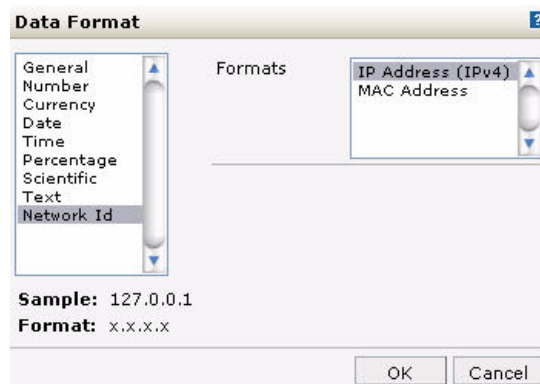 Data Format
?
General
Number
Currency
Date
Time
Percentage
Scientific
Text
Network Id
Formats
IP Address (IPv4)
MAC Address
Sample: 127.0.0.1
Format: x.x.x.x
OK
Cancel